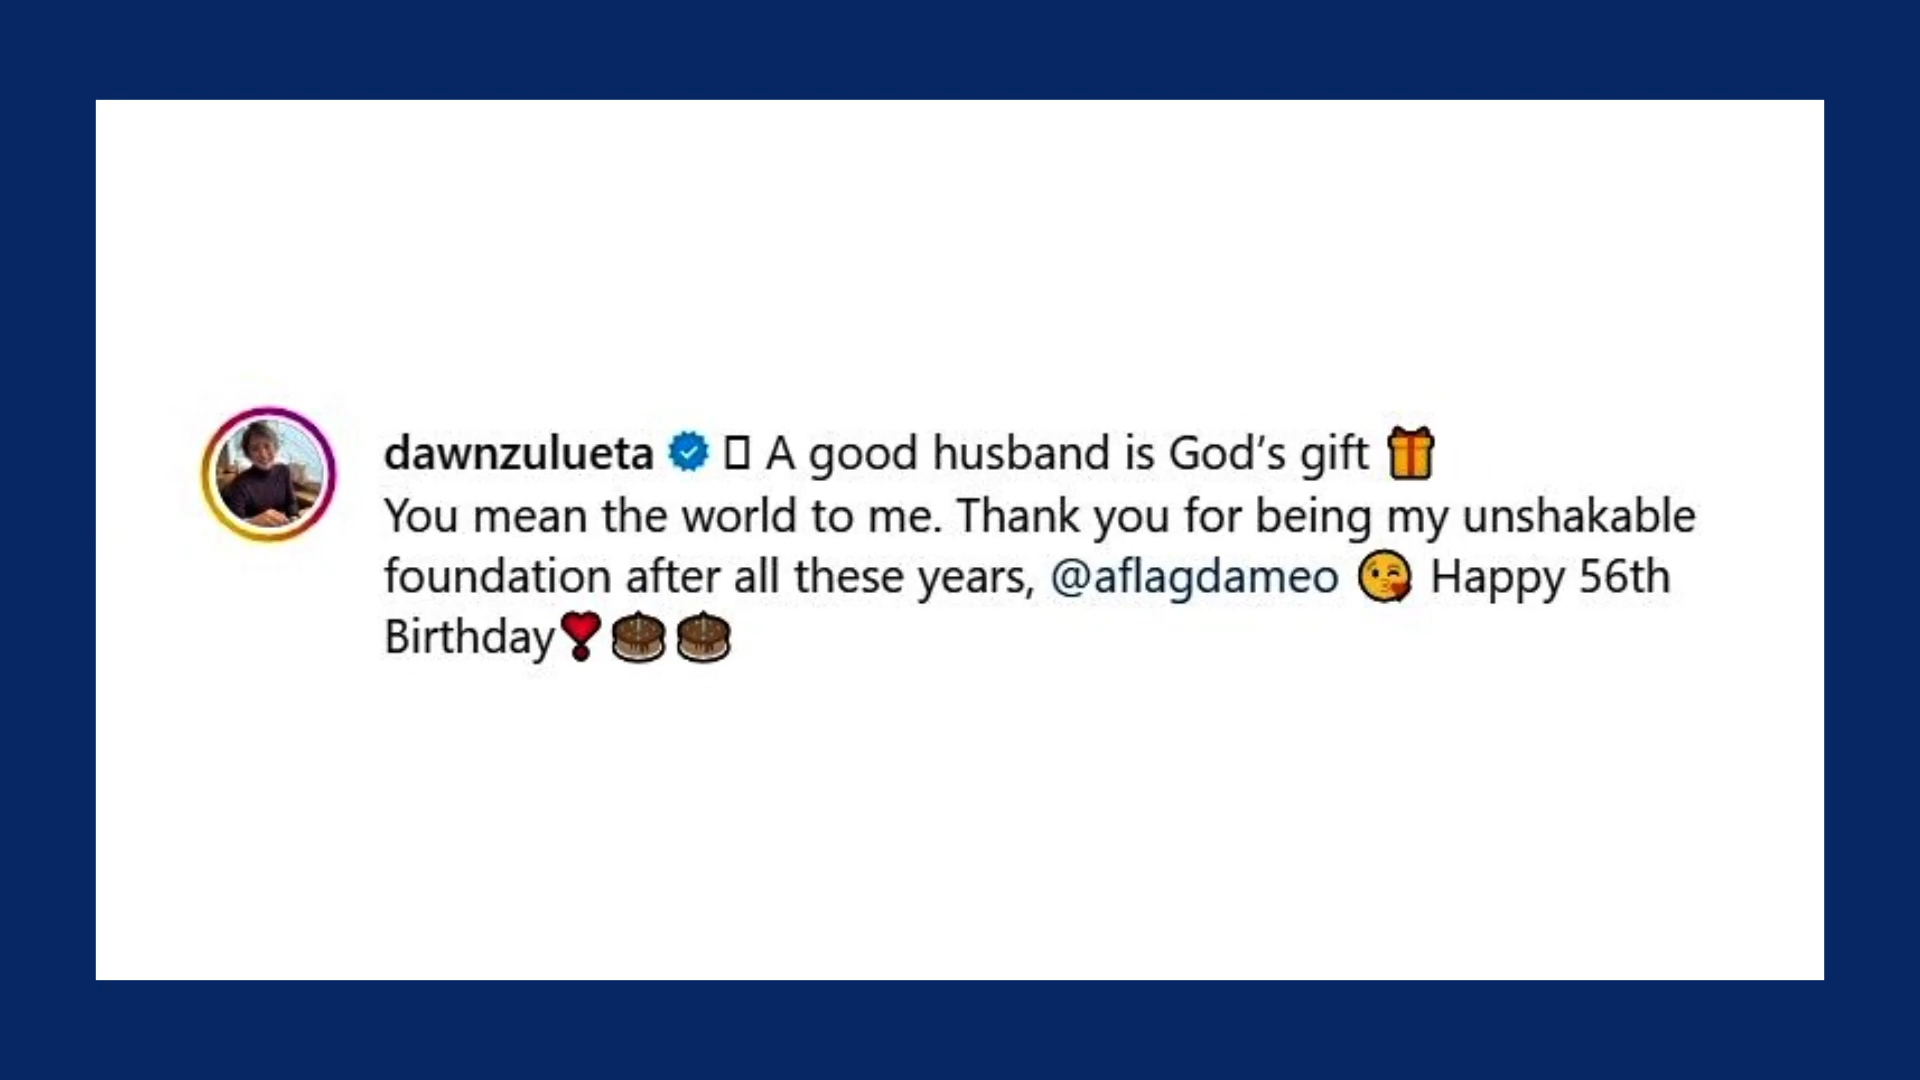 dawnzulueta ▯ A good husband is God’s gift 🎁
You mean the world to me. Thank you for being my unshakable
foundation after all these years, @aflagdameo 😘 Happy 56th
Birthday❣️🎂🎂